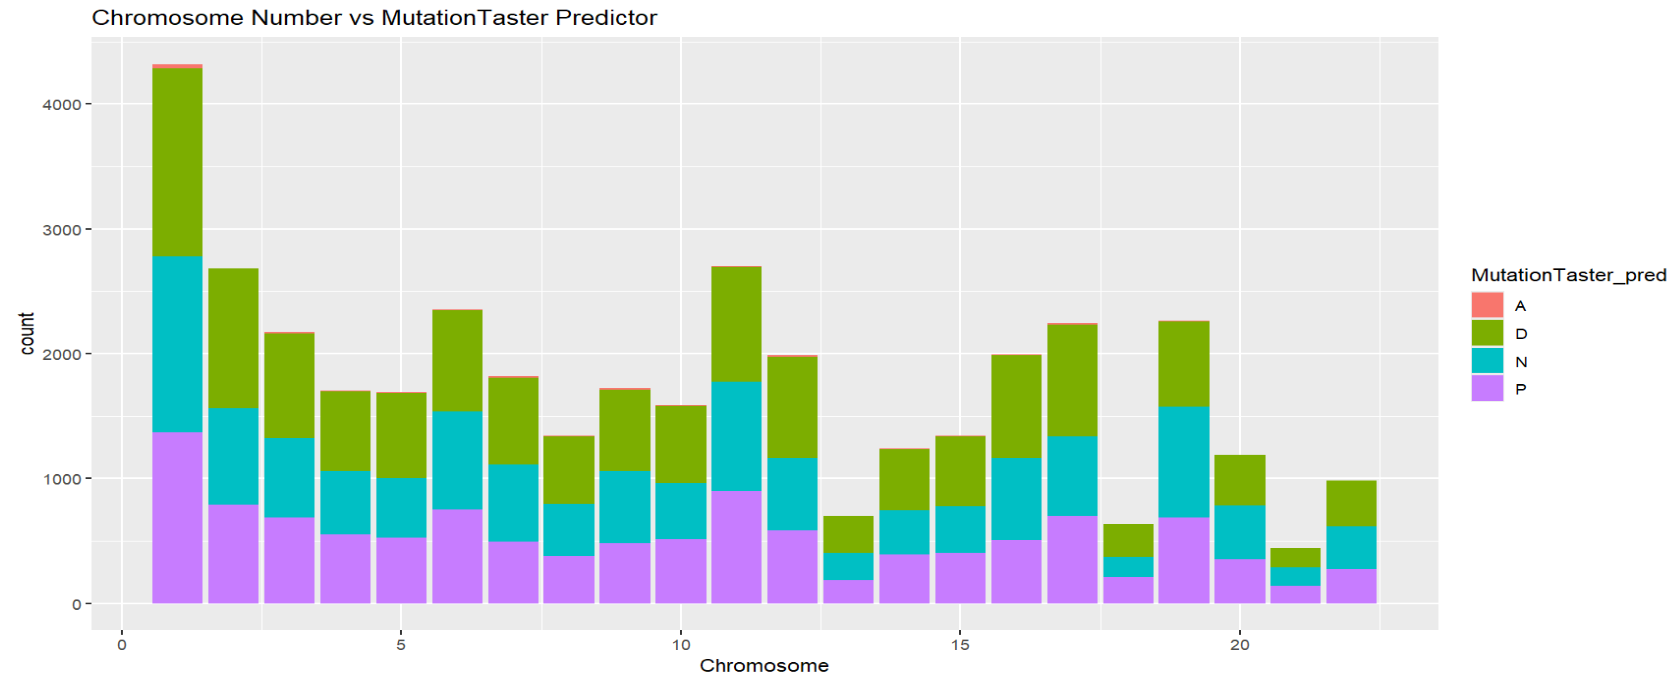 Chromosome Number vs MutationTaster Predictor
4000
3000
2000
1000
0
count
0 5 10 15 20
Chromosome
MutationTaster_pred
A
D
N
P